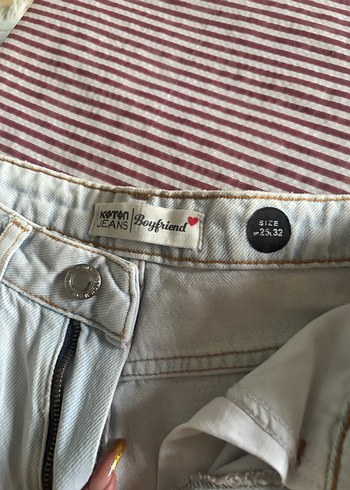 KOTON
JEANS
Boyfriend
SIZE
25.32